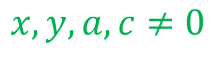 x, y, a, c ≠ 0